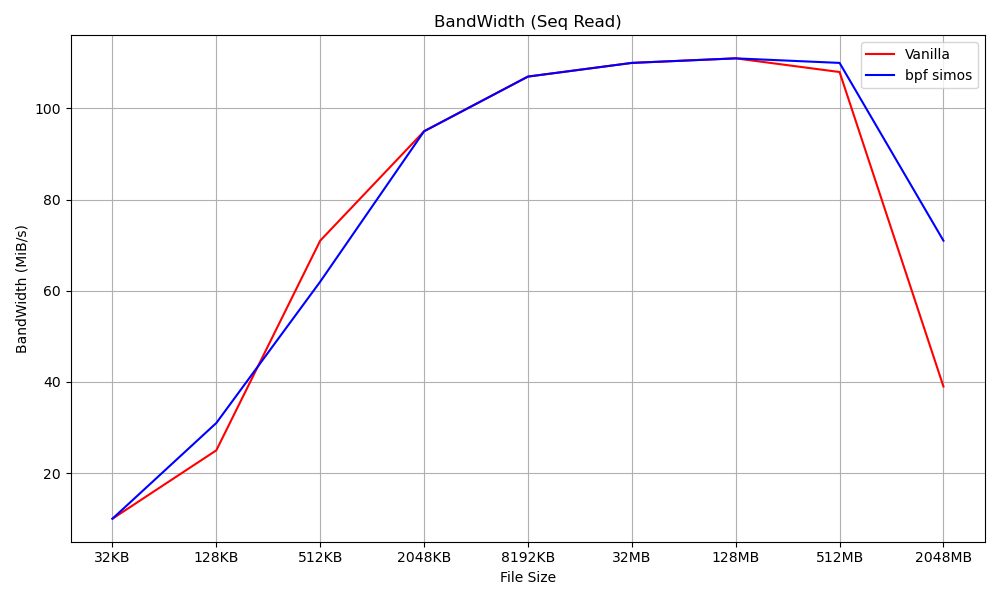 BandWidth (Seq Read)
Vanilla
bpf simos
BandWidth (MiB/s)
100
80
60
40
20
32KB 128KB 512KB 2048KB 8192KB 32MB 128MB 512MB 2048MB
File Size